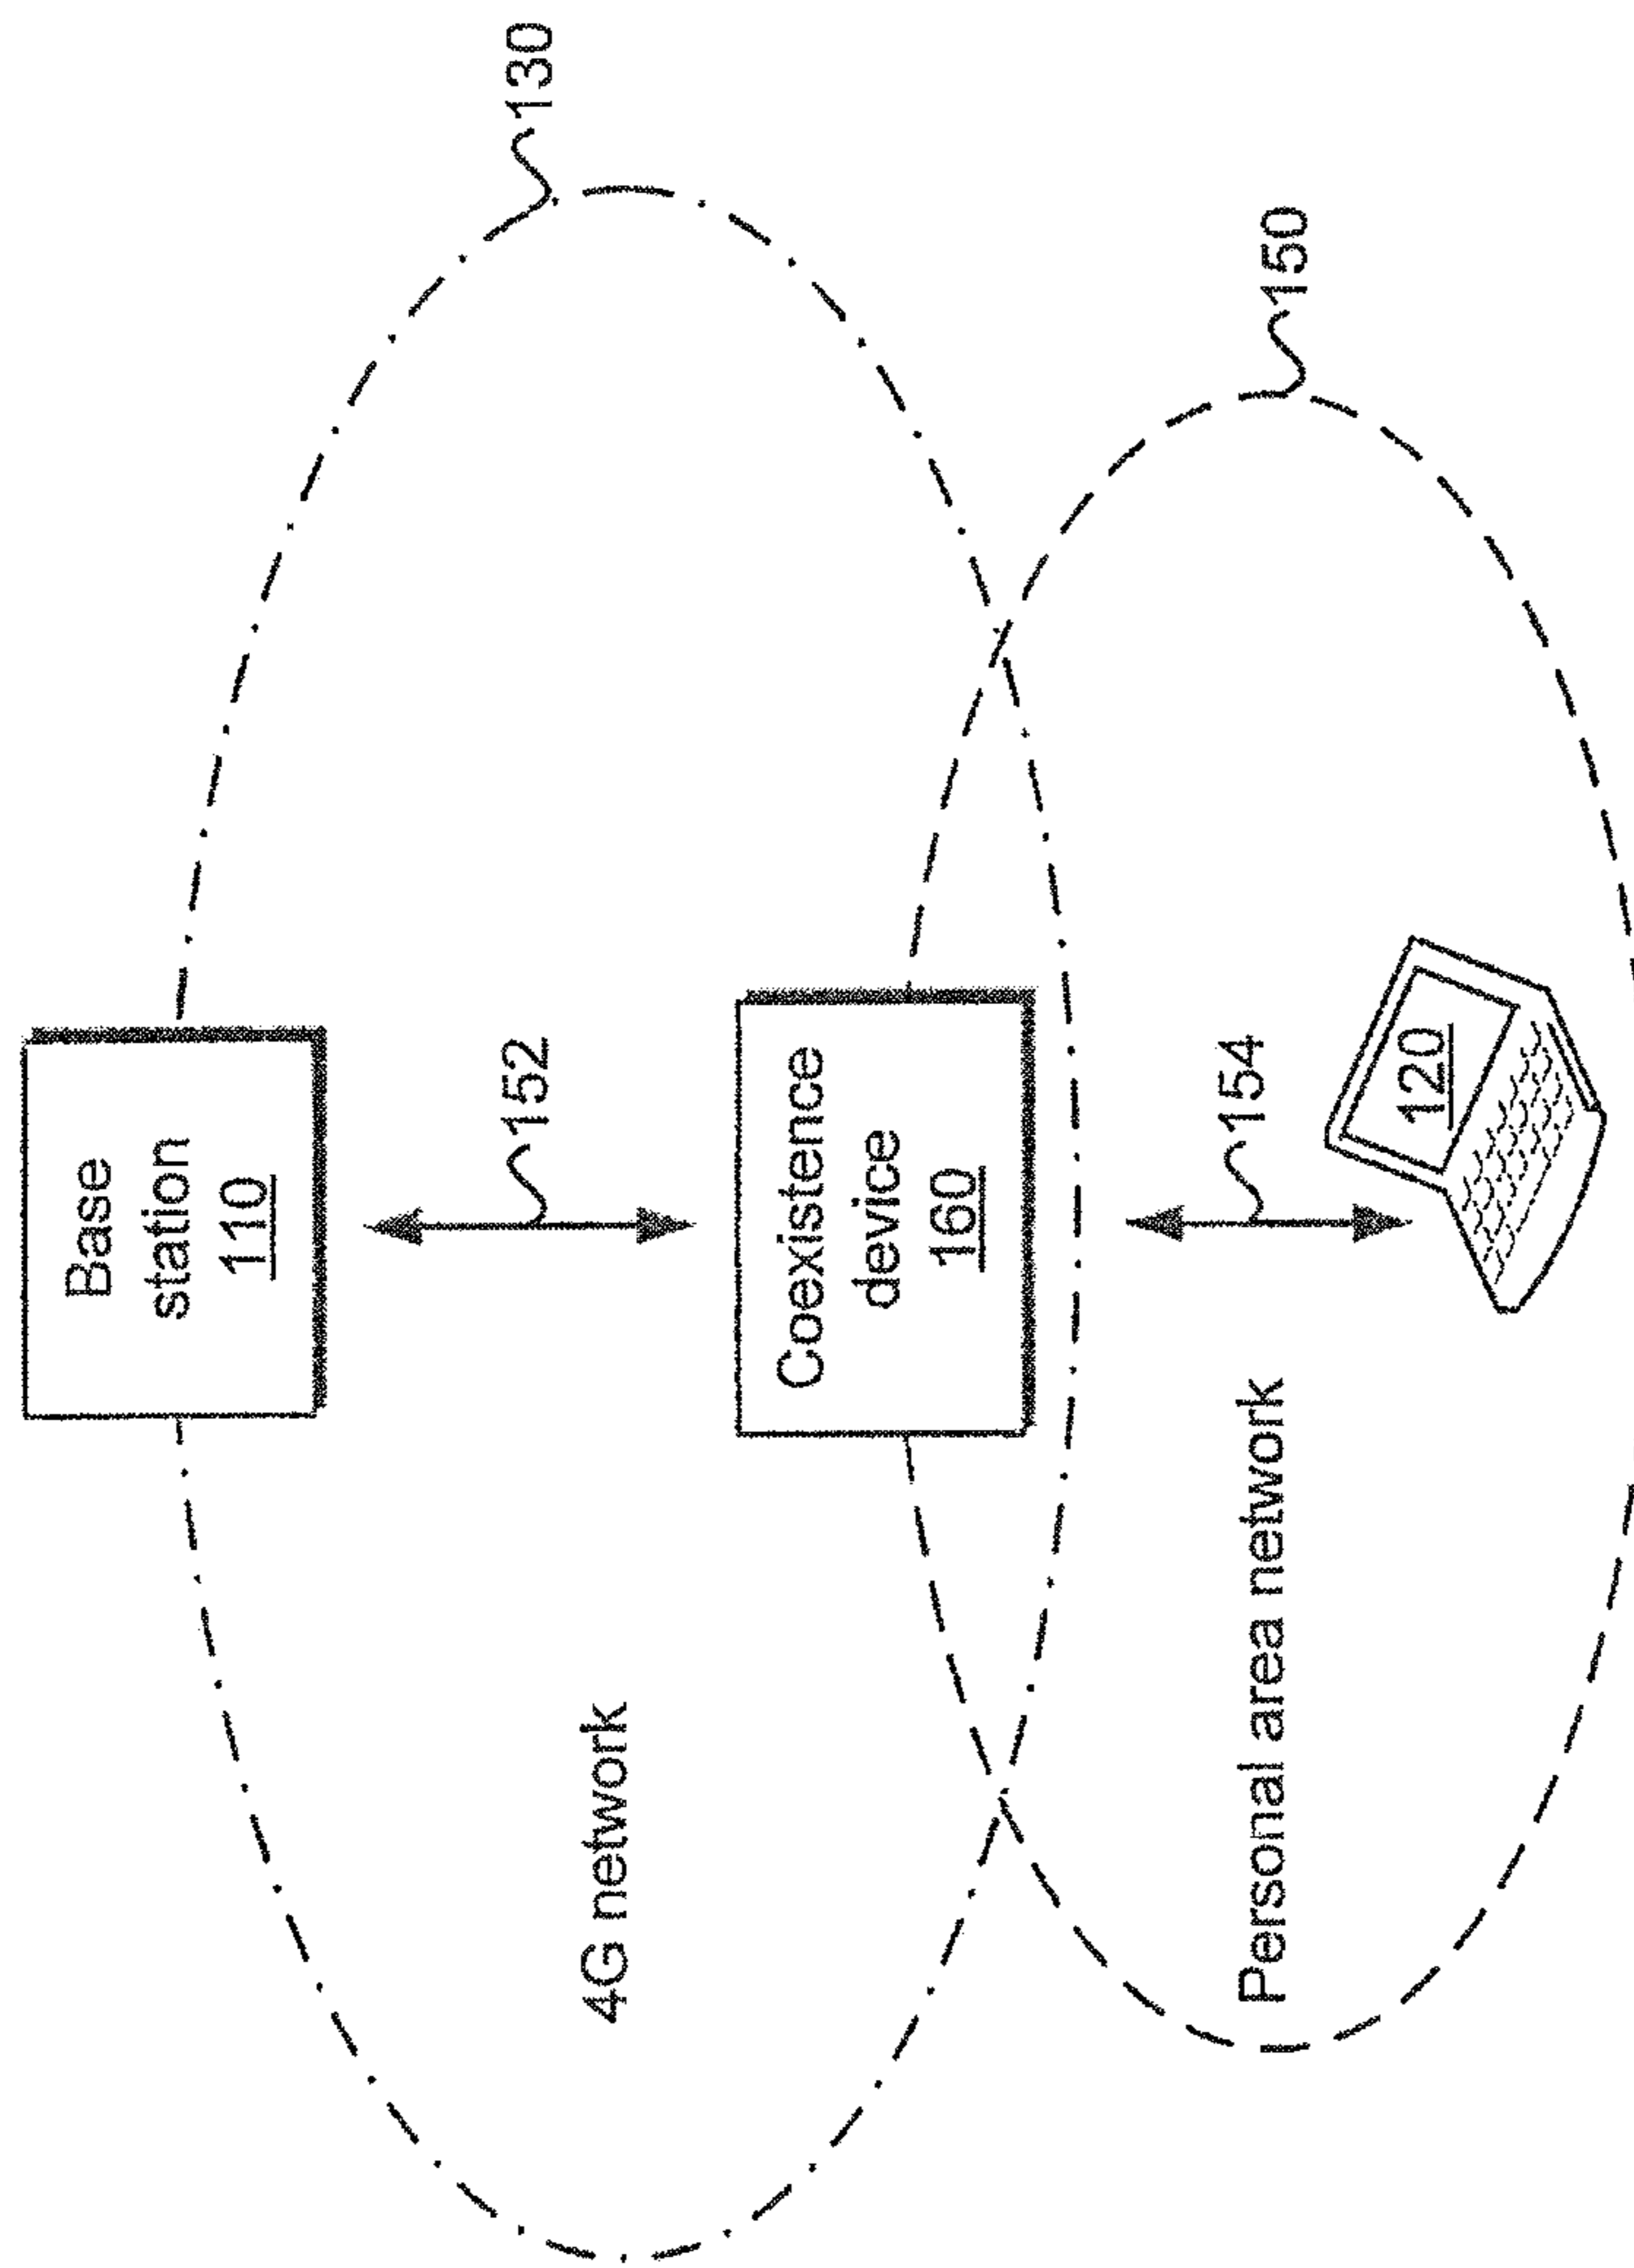 Base
station
110
130
152
4G network
Coexistence
device
160
150
154
Personal area network
120